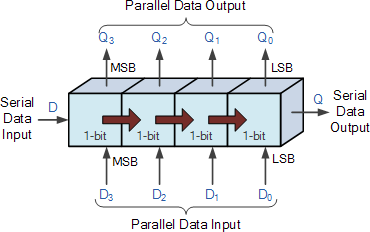 Parallel Data Output
Q3 Q2 Q1 Q0
MSB LSB
Serial Data Input
D
Q
Serial Data Output
1-bit 1-bit 1-bit 1-bit
MSB LSB
D3 D2 D1 D0
Parallel Data Input